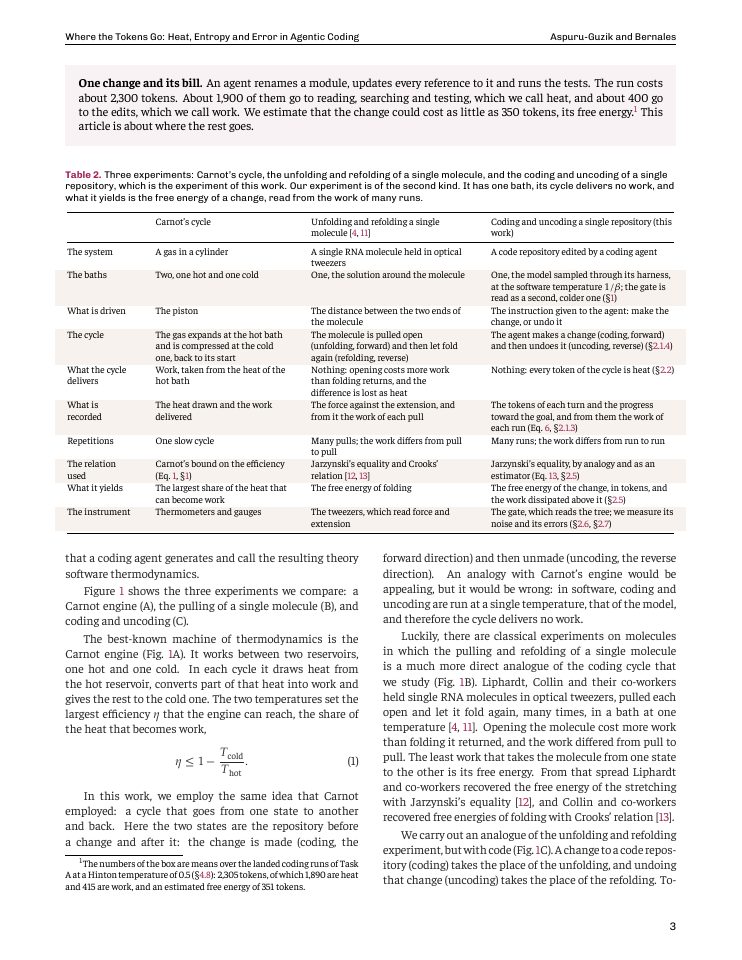 Where the Tokens Go: Heat, Entropy and Error in Agentic Coding
Aspuru-Guzik and Bernales
One change and its bill. An agent renames a module, updates every reference to it and runs the tests. The run costs
about 2,300 tokens. About 1,900 of them go to reading, searching and testing, which we call heat, and about 400 go
to the edits, which we call work. We estimate that the change could cost as little as 350 tokens, its free energy.1 This
article is about where the rest goes.
Table 2. Three experiments: Carnot's cycle, the unfolding and refolding of a single molecule, and the coding and uncoding of a single
repository, which is the experiment of this work. Our experiment is of the second kind. It has one bath, its cycle delivers no work, and
what it yields is the free energy of a change, read from the work of many runs.
Carnot's cycle
Unfolding and refolding a single
molecule [4, 11]
Coding and uncoding a single repository (this
work)
The system
A gas in a cylinder
A single RNA molecule held in optical
tweezers
A code repository edited by a coding agent
The baths
Two, one hot and one cold
One, the solution around the molecule
One, the model sampled through its harness,
at the software temperature 1/β; the gate is
read as a second, colder one (§1)
What is driven
The piston
The distance between the two ends of
the molecule
The instruction given to the agent: make the
change, or undo it
The cycle
The gas expands at the hot bath
and is compressed at the cold
one, back to its start
The molecule is pulled open
(unfolding, forward) and then let fold
again (refolding, reverse)
The agent makes a change (coding, forward)
and then undoes it (uncoding, reverse) (§2.1.4)
What the cycle
delivers
Work, taken from the heat of the
hot bath
Nothing: opening costs more work
than folding returns, and the
difference is lost as heat
Nothing: every token of the cycle is heat (§2.2)
What is
recorded
The heat drawn and the work
delivered
The force against the extension, and
from it the work of each pull
The tokens of each turn and the progress
toward the goal, and from them the work of
each run (Eq. 6, §2.1.3)
Repetitions
One slow cycle
Many pulls; the work differs from pull
to pull
Many runs; the work differs from run to run
The relation
used
Carnot's bound on the efficiency
(Eq. 1, §1)
Jarzynski's equality and Crooks'
relation [12, 13]
Jarzynski's equality, by analogy and as an
estimator (Eq. 13, §2.5)
What it yields
The largest share of the heat that
can become work
The free energy of folding
The free energy of the change, in tokens, and
the work dissipated above it (§2.5)
The instrument
Thermometers and gauges
The tweezers, which read force and
extension
The gate, which reads the tree; we measure its
noise and its errors (§2.6, §2.7)
that a coding agent generates and call the resulting theory
software thermodynamics.
Figure 1 shows the three experiments we compare: a
Carnot engine (A), the pulling of a single molecule (B), and
coding and uncoding (C).
The best-known machine of thermodynamics is the
Carnot engine (Fig. 1A). It works between two reservoirs,
one hot and one cold. In each cycle it draws heat from
the hot reservoir, converts part of that heat into work and
gives the rest to the cold one. The two temperatures set the
largest efficiency η that the engine can reach, the share of
the heat that becomes work,
η ≤ 1 − Tcold/Thot. (1)
In this work, we employ the same idea that Carnot
employed: a cycle that goes from one state to another
and back. Here the two states are the repository before
a change and after it: the change is made (coding, the
1The numbers of the box are means over the landed coding runs of Task
A at a Hinton temperature of 0.5 (§4.8): 2,305 tokens, of which 1,890 are heat
and 415 are work, and an estimated free energy of 351 tokens.
forward direction) and then unmade (uncoding, the reverse
direction). An analogy with Carnot's engine would be
appealing, but it would be wrong: in software, coding and
uncoding are run at a single temperature, that of the model,
and therefore the cycle delivers no work.
Luckily, there are classical experiments on molecules
in which the pulling and refolding of a single molecule
is a much more direct analogue of the coding cycle that
we study (Fig. 1B). Liphardt, Collin and their co-workers
held single RNA molecules in optical tweezers, pulled each
open and let it fold again, many times, in a bath at one
temperature [4, 11]. Opening the molecule cost more work
than folding it returned, and the work differed from pull to
pull. The least work that takes the molecule from one state
to the other is its free energy. From that spread Liphardt
and co-workers recovered the free energy of the stretching
with Jarzynski's equality [12], and Collin and co-workers
recovered free energies of folding with Crooks' relation [13].
We carry out an analogue of the unfolding and refolding
experiment, but with code (Fig. 1C). A change to a code repos-
itory (coding) takes the place of the unfolding, and undoing
that change (uncoding) takes the place of the refolding. To-
3